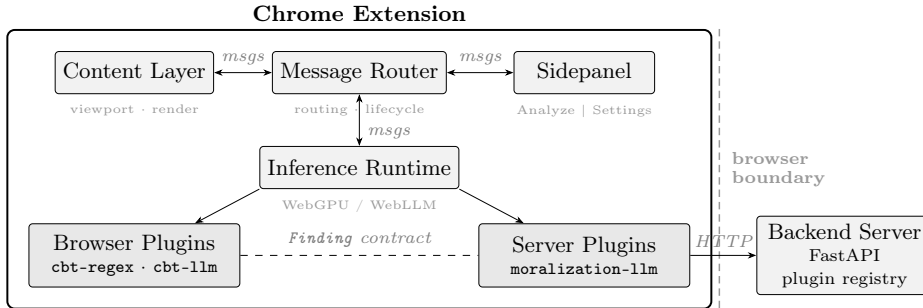 Chrome Extension
Content Layer
msgs
Message Router
msgs
Sidepanel
viewport · render
routing · lifecycle
Analyze | Settings
msgs
Inference Runtime
WebGPU / WebLLM
browser
boundary
Browser Plugins
cbt-regex · cbt-llm
Finding contract
Server Plugins
moralization-llm
HTTP
Backend Server
FastAPI
plugin registry